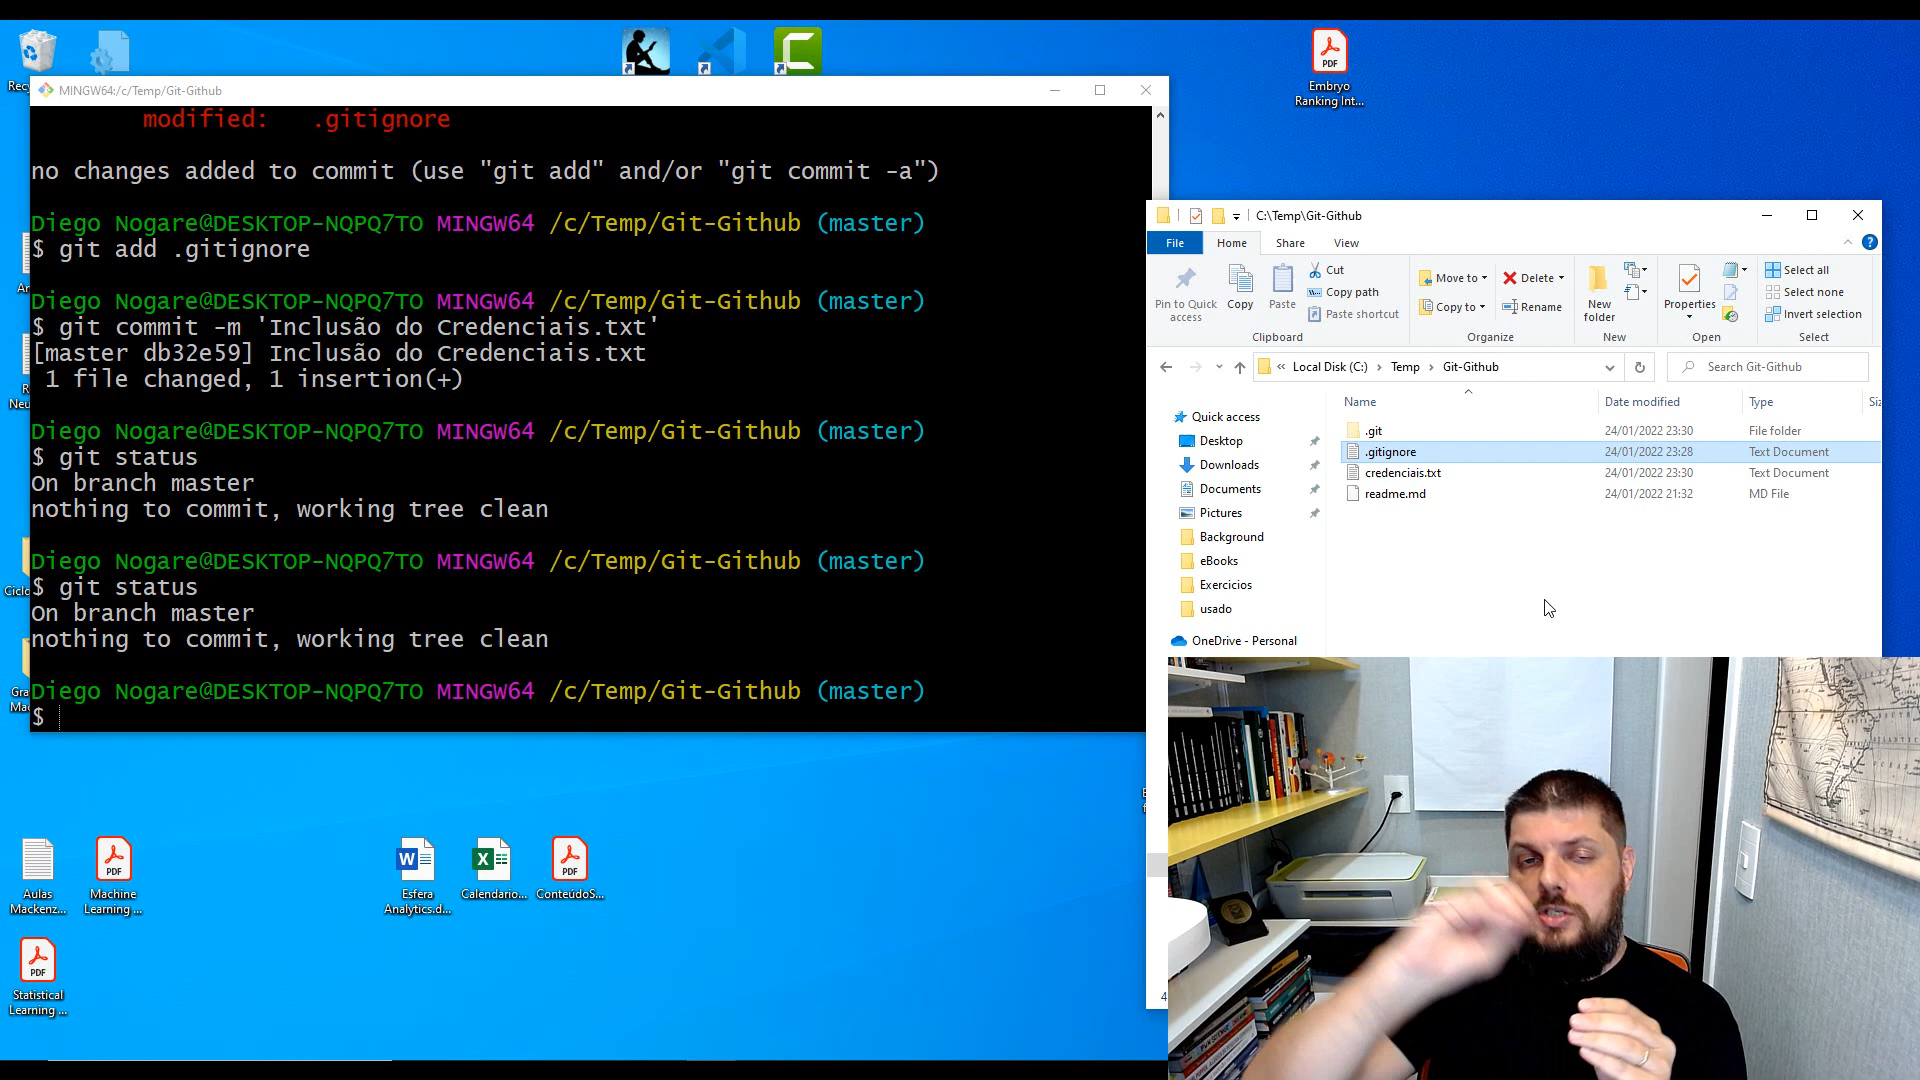 Embryo
Ranking Int...
MINGW64:/c/Temp/Git-Github
modified:   .gitignore
no changes added to commit (use "git add" and/or "git commit -a")
Diego Nogare@DESKTOP-NQPQ7TO MINGW64 /c/Temp/Git-Github (master)
$ git add .gitignore
Diego Nogare@DESKTOP-NQPQ7TO MINGW64 /c/Temp/Git-Github (master)
$ git commit -m 'Inclusão do Credenciais.txt'
[master db32e59] Inclusão do Credenciais.txt
 1 file changed, 1 insertion(+)
Diego Nogare@DESKTOP-NQPQ7TO MINGW64 /c/Temp/Git-Github (master)
$ git status
On branch master
nothing to commit, working tree clean
Diego Nogare@DESKTOP-NQPQ7TO MINGW64 /c/Temp/Git-Github (master)
$ git status
On branch master
nothing to commit, working tree clean
Diego Nogare@DESKTOP-NQPQ7TO MINGW64 /c/Temp/Git-Github (master)
$
C:\Temp\Git-Github
File Home Share View
Pin to Quick access
Copy
Paste
Cut
Copy path
Paste shortcut
Clipboard
Move to
Copy to
Delete
Rename
Organize
New folder
New
Properties
Open
Select all
Select none
Invert selection
Select
« Local Disk (C:) › Temp › Git-Github
Search Git-Github
Name Date modified Type
.git 24/01/2022 23:30 File folder
.gitignore 24/01/2022 23:28 Text Document
credenciais.txt 24/01/2022 23:30 Text Document
readme.md 24/01/2022 21:32 MD File
Quick access
Desktop
Downloads
Documents
Pictures
Background
eBooks
Exercicios
usado
OneDrive - Personal
Aulas
Mackenz...
Machine
Learning ...
Esfera
Analytics.d...
Calendario...
ConteúdoS...
Statistical
Learning ...